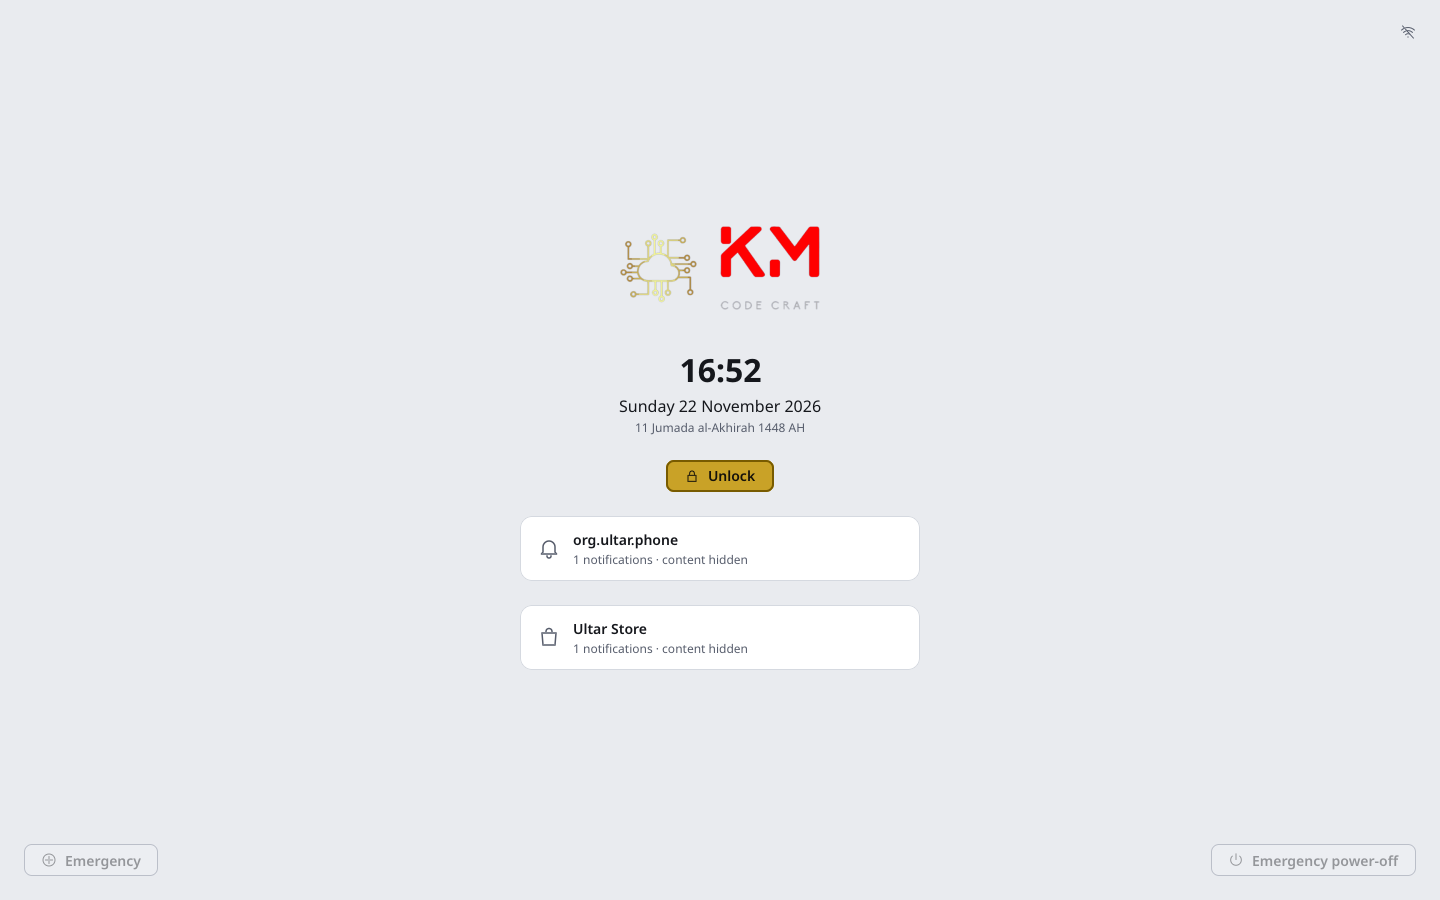 KM
CODE CRAFT
16:52
Sunday 22 November 2026
11 Jumada al-Akhirah 1448 AH
Unlock
org.ultar.phone
1 notifications · content hidden
Ultar Store
1 notifications · content hidden
Emergency
Emergency power-off